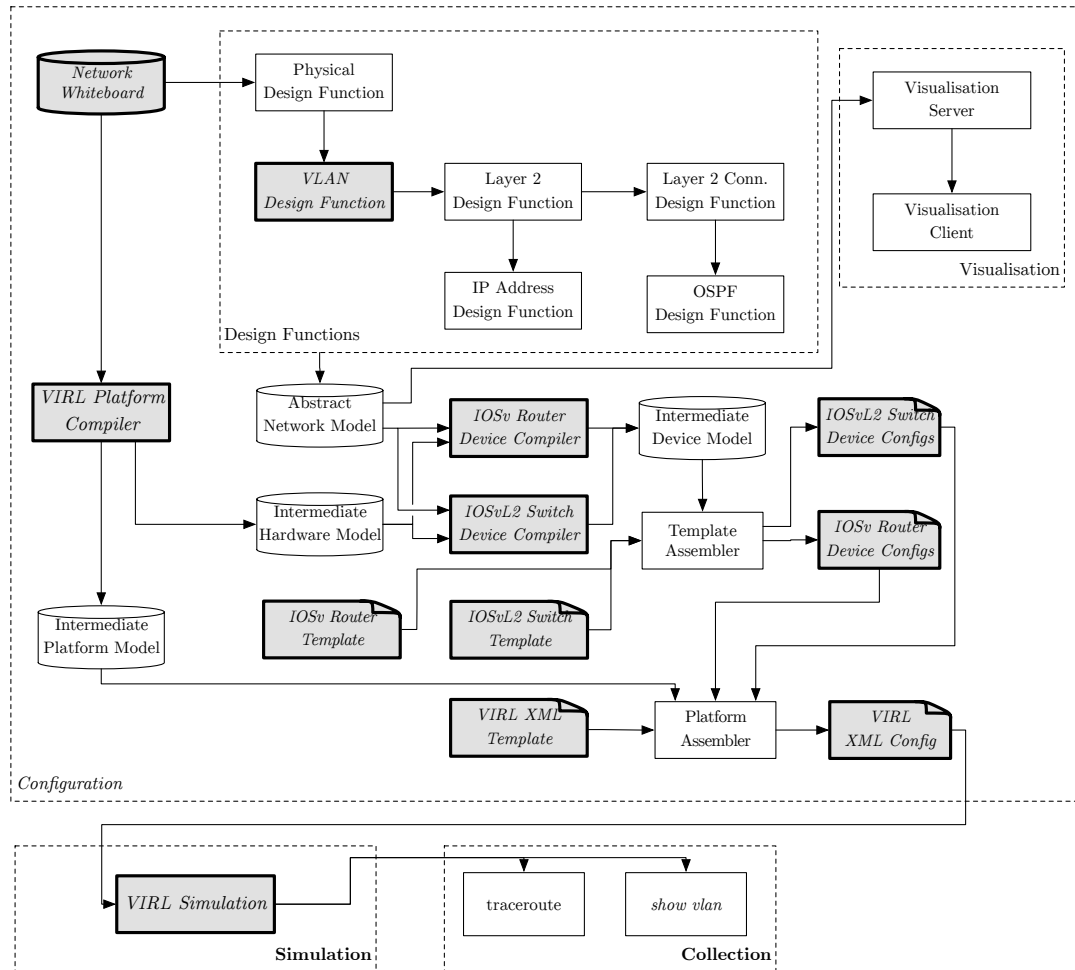 Network
Whiteboard
Physical
Design Function
Visualisation
Server
VLAN
Design Function
Layer 2
Design Function
Layer 2 Conn.
Design Function
Visualisation
Client
Visualisation
IP Address
Design Function
OSPF
Design Function
Design Functions
VIRL Platform
Compiler
Abstract
Network Model
IOSv Router
Device Compiler
Intermediate
Device Model
IOSvL2 Switch
Device Configs
Intermediate
Hardware Model
IOSvL2 Switch
Device Compiler
Template
Assembler
IOSv Router
Device Configs
IOSv Router
Template
IOSvL2 Switch
Template
Intermediate
Platform Model
VIRL XML
Template
Platform
Assembler
VIRL
XML Config
Configuration
VIRL Simulation
traceroute
show vlan
Simulation
Collection